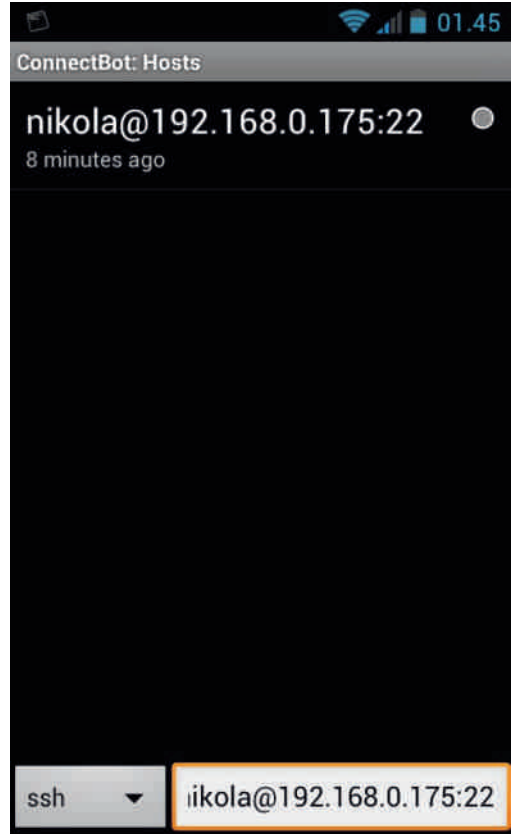 01.45
ConnectBot: Hosts
nikola@192.168.0.175:22
8 minutes ago
ssh
ikola@192.168.0.175:22